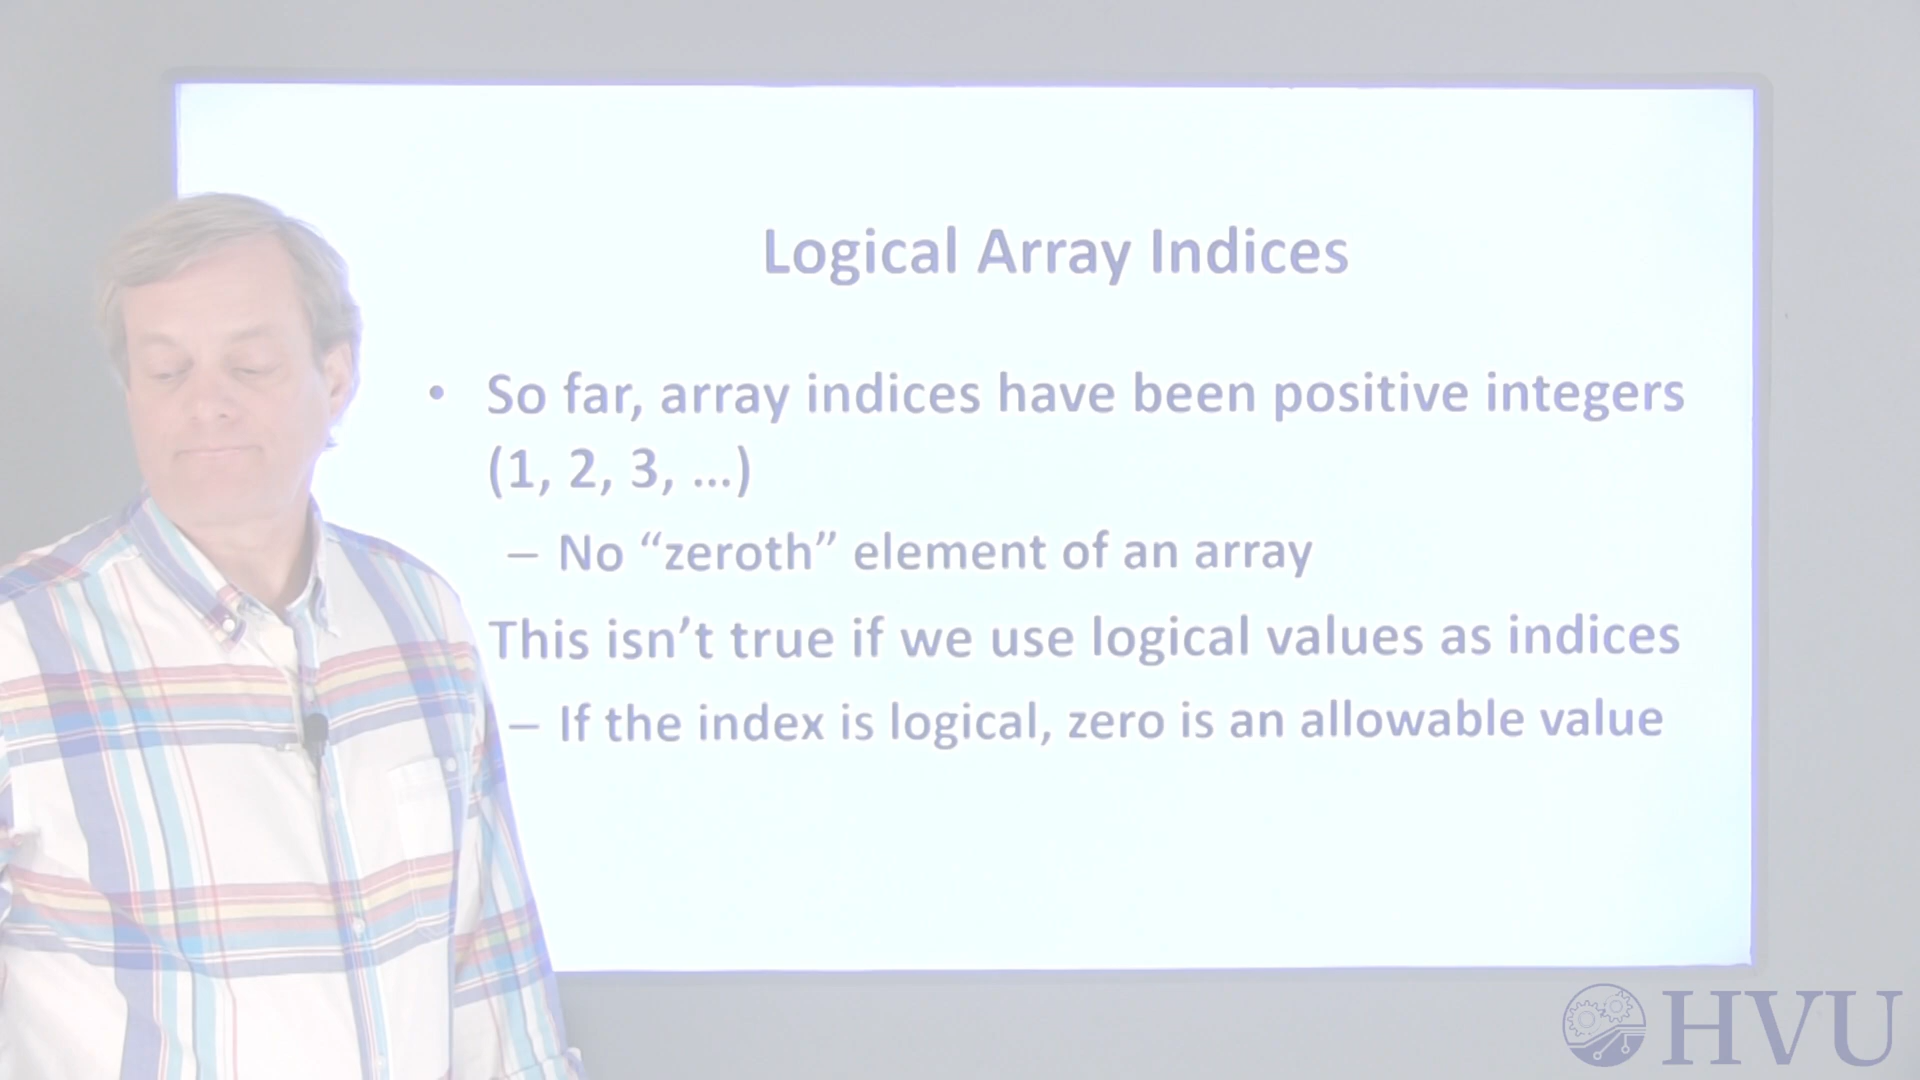 Logical Array Indices
• So far, array indices have been positive integers
(1, 2, 3, …)
– No “zeroth” element of an array
This isn’t true if we use logical values as indices
– If the index is logical, zero is an allowable value
HVU